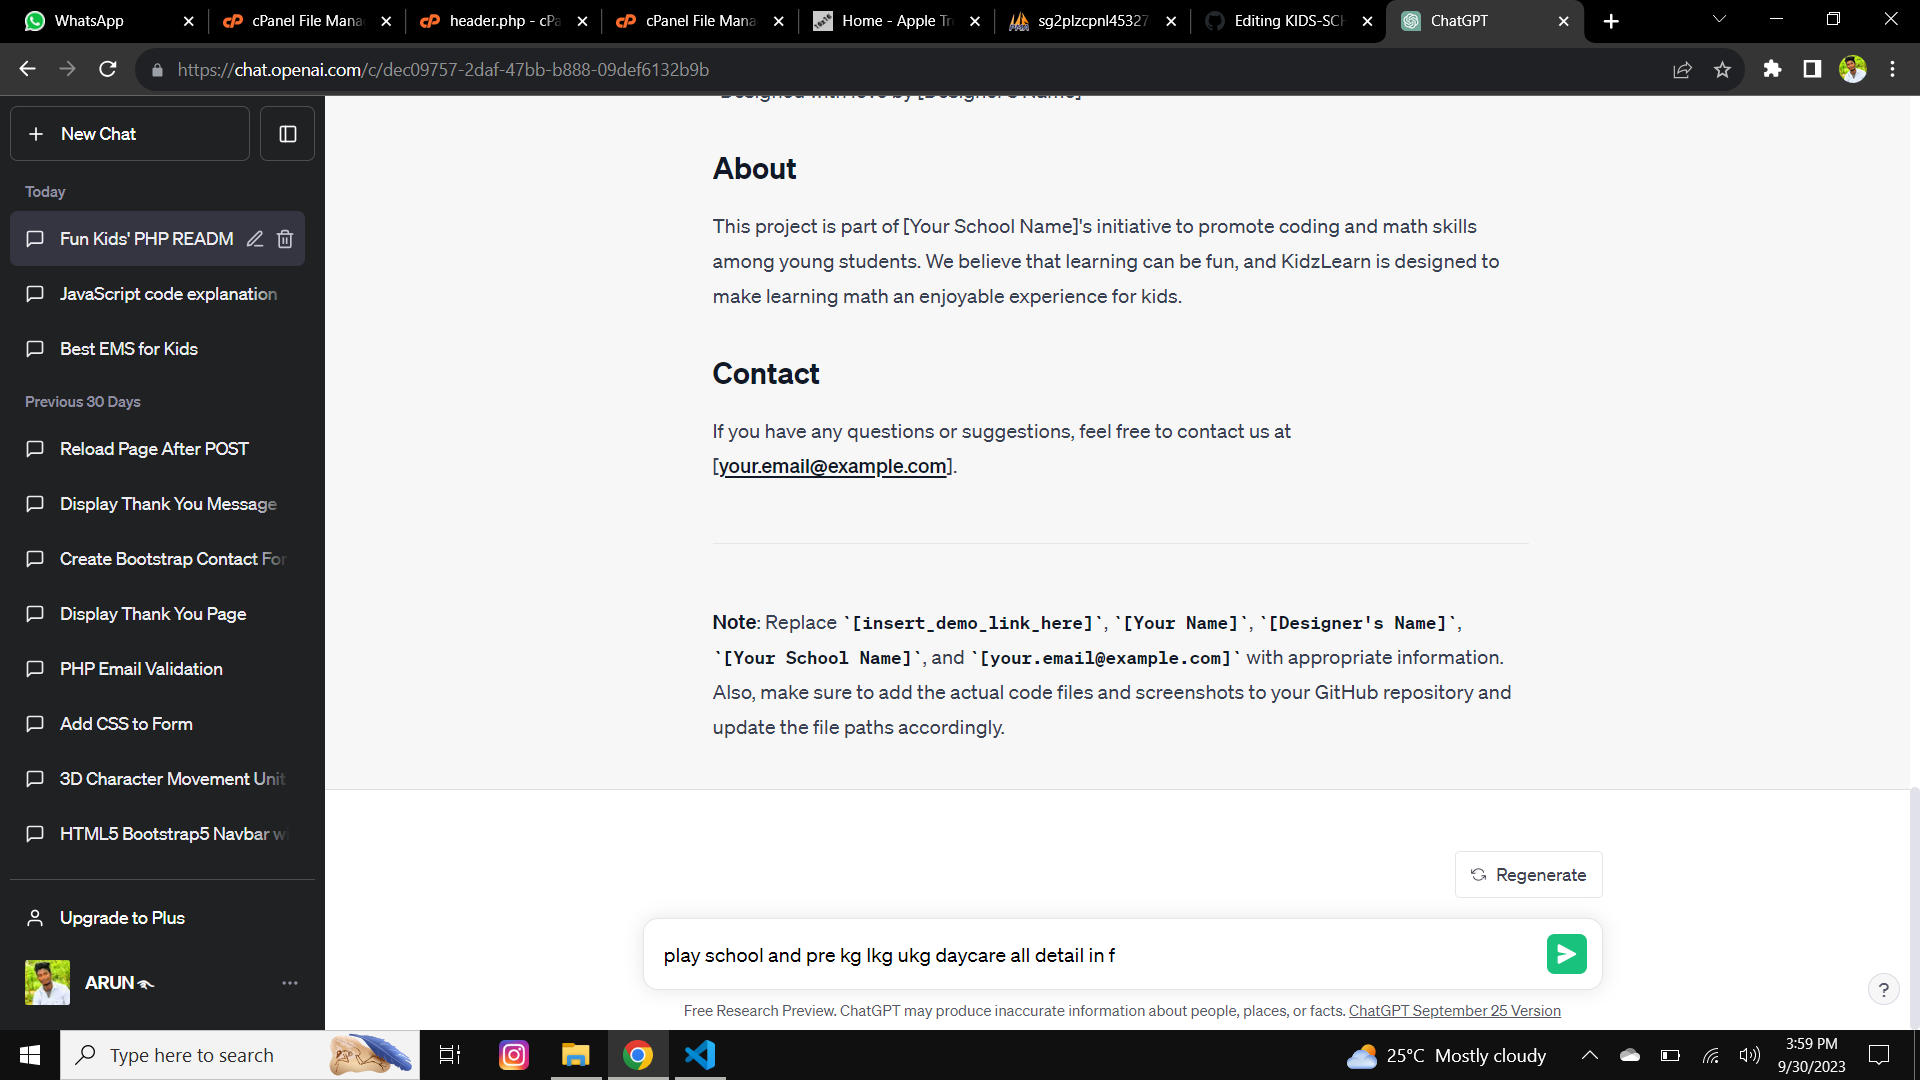 WhatsApp
cPanel File Mana
header.php - cPa
cPanel File Mana
Home - Apple Tr
sg2plzcpnl45327
Editing KIDS-SCH
ChatGPT
https://chat.openai.com/c/dec09757-2daf-47bb-b888-09def6132b9b
New Chat
Today
Fun Kids' PHP READM
JavaScript code explanation
Best EMS for Kids
Previous 30 Days
Reload Page After POST
Display Thank You Message
Create Bootstrap Contact For
Display Thank You Page
PHP Email Validation
Add CSS to Form
3D Character Movement Unit
HTML5 Bootstrap5 Navbar wi
Upgrade to Plus
ARUN
Designed with love by [Designer's Name]
About
This project is part of [Your School Name]'s initiative to promote coding and math skills
among young students. We believe that learning can be fun, and KidzLearn is designed to
make learning math an enjoyable experience for kids.
Contact
If you have any questions or suggestions, feel free to contact us at
[your.email@example.com].
Note: Replace `[insert_demo_link_here]`, `[Your Name]`, `[Designer's Name]`,
`[Your School Name]`, and `[your.email@example.com]` with appropriate information.
Also, make sure to add the actual code files and screenshots to your GitHub repository and
update the file paths accordingly.
Regenerate
play school and pre kg lkg ukg daycare all detail in f
Free Research Preview. ChatGPT may produce inaccurate information about people, places, or facts. ChatGPT September 25 Version
?
Type here to search
25°C Mostly cloudy
3:59 PM
9/30/2023